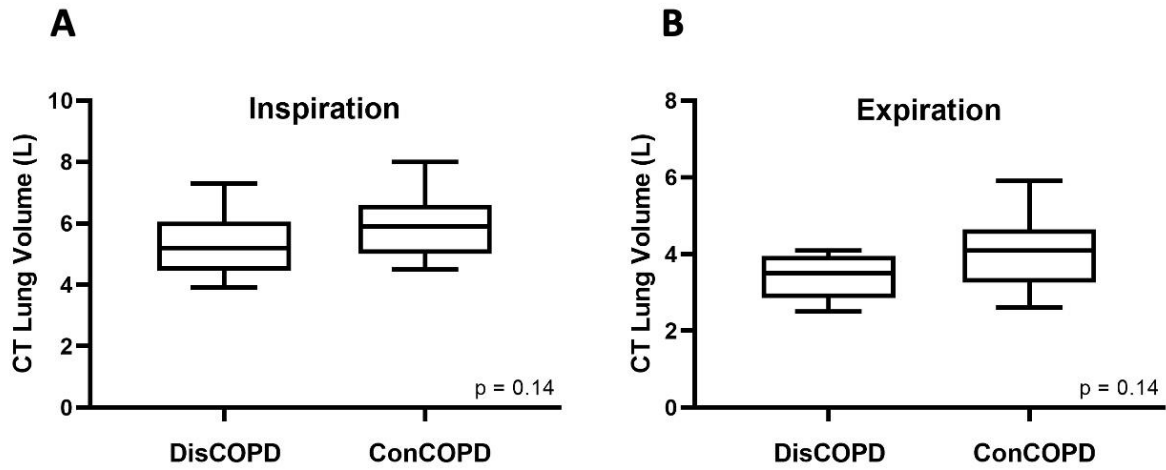 A
Inspiration
CT Lung Volume (L)
10
8
6
4
2
0
p = 0.14
DisCOPD ConCOPD
B
Expiration
CT Lung Volume (L)
8
6
4
2
0
p = 0.14
DisCOPD ConCOPD